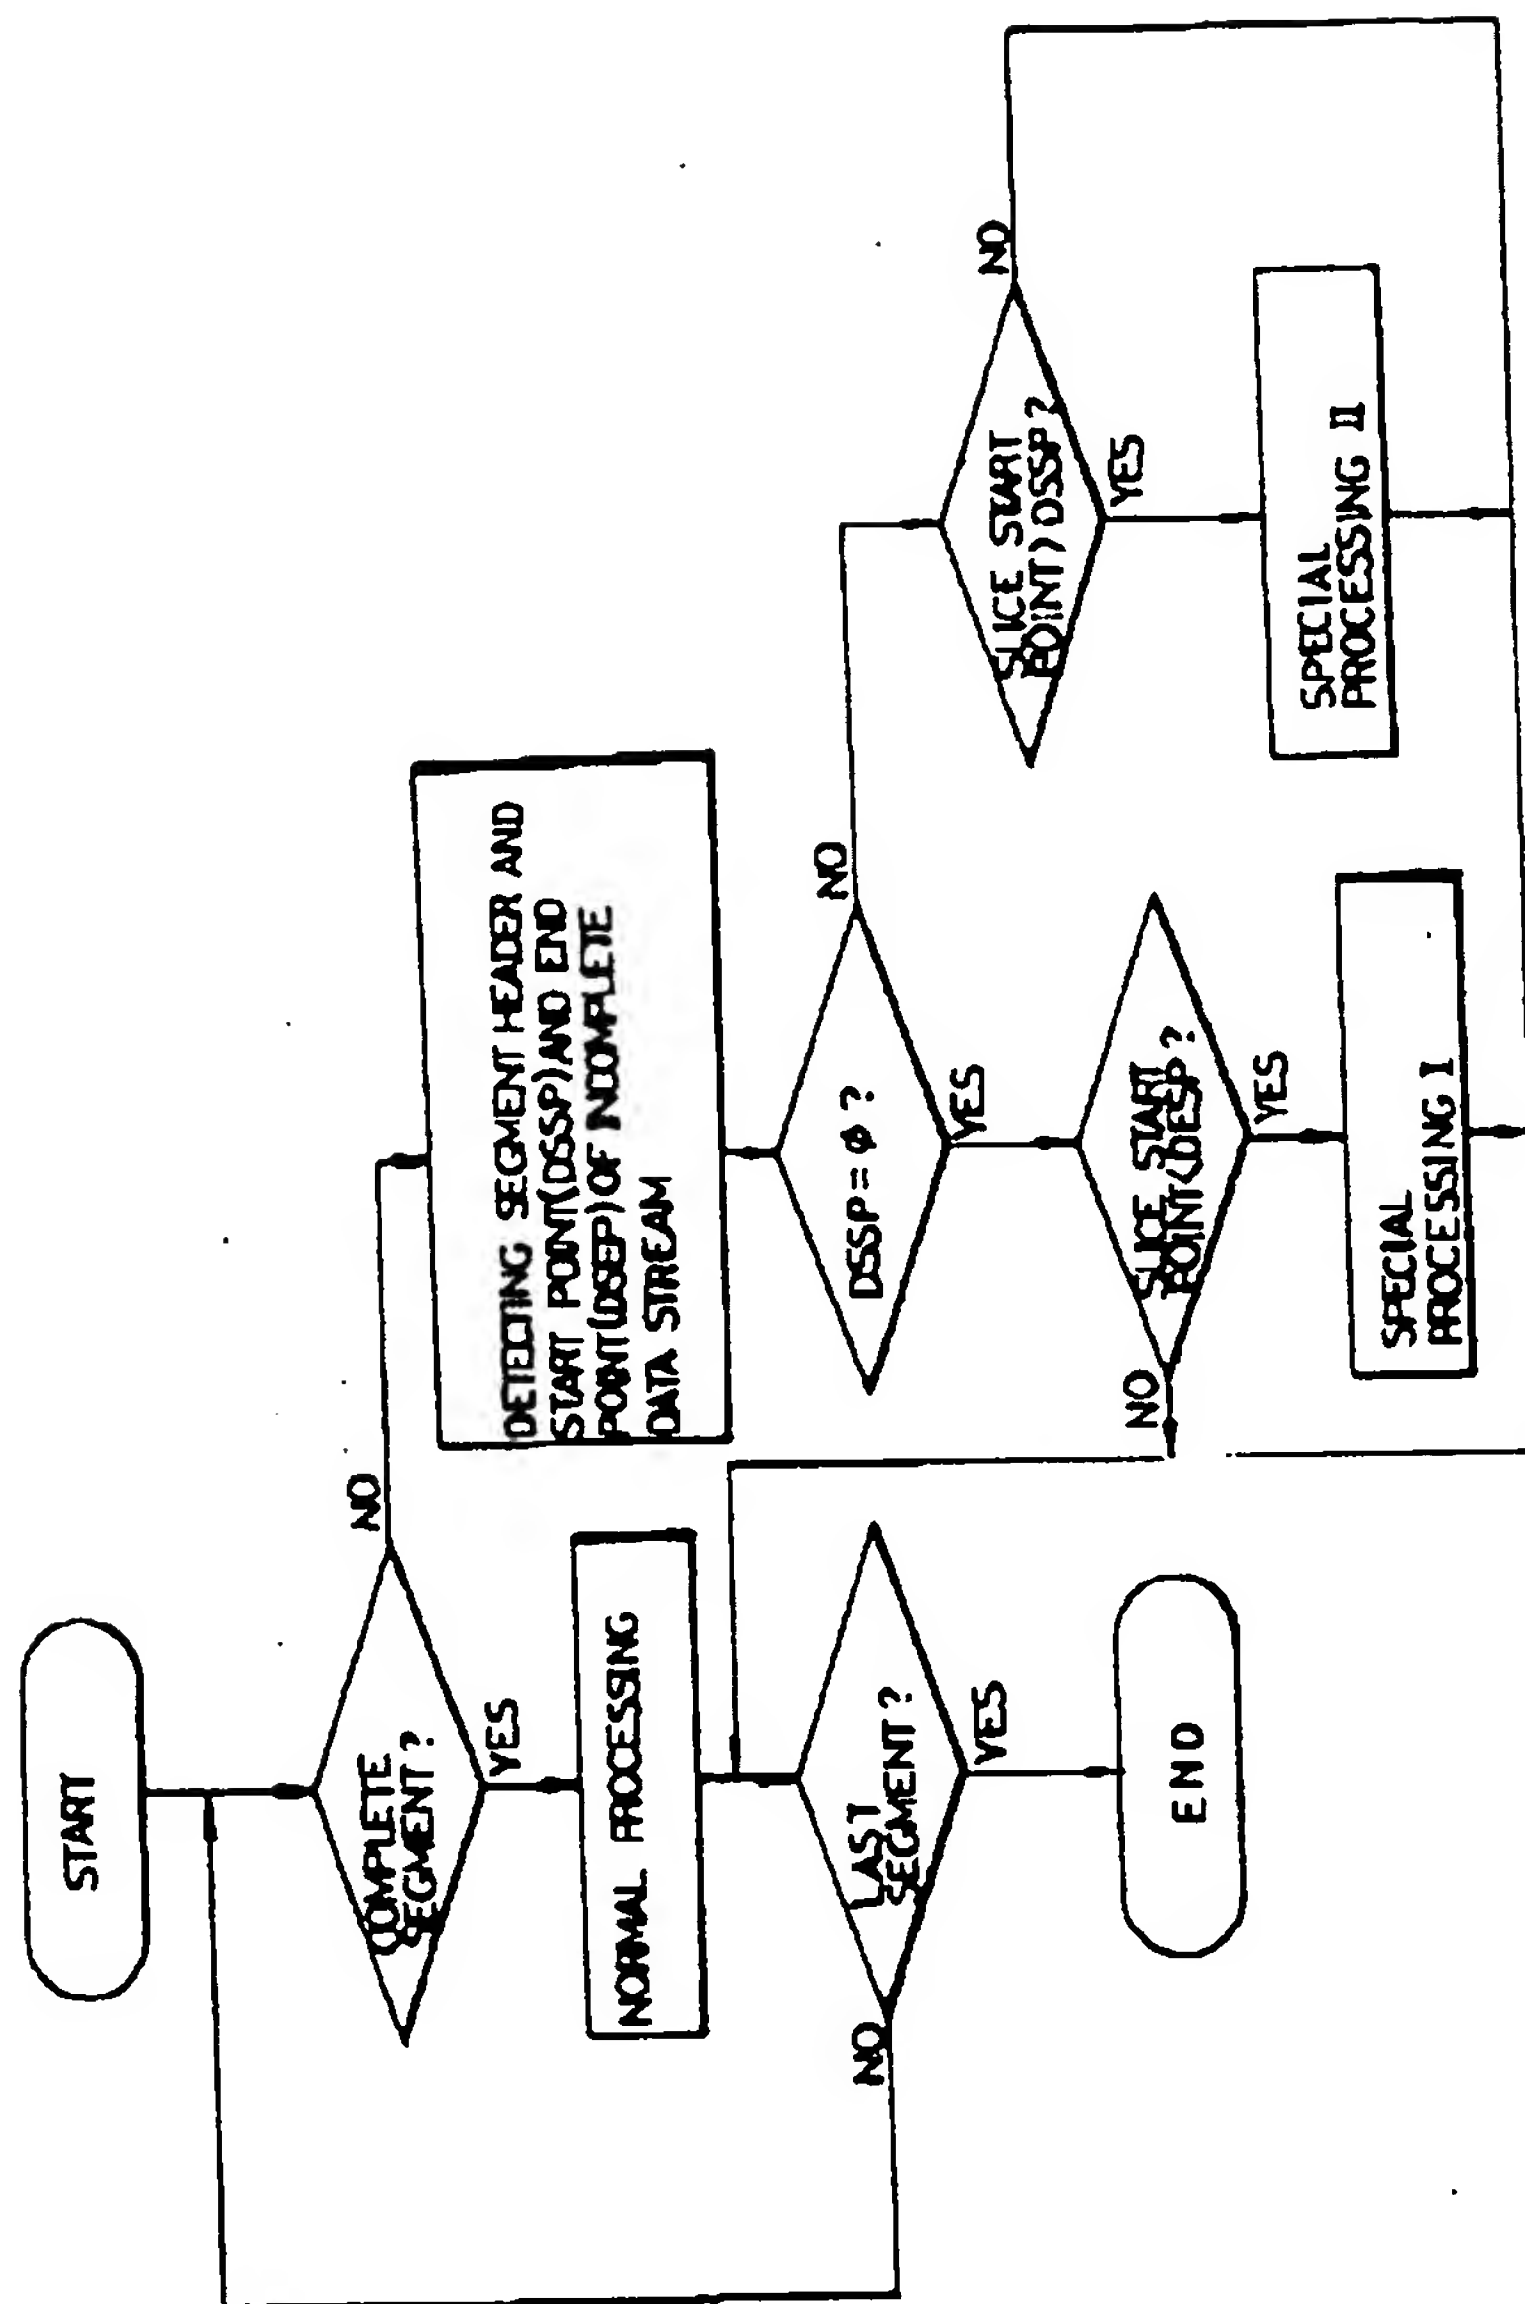 START
COMPLETE
SEGMENT?
NO
YES
NORMAL PROCESSING
LAST
SEGMENT?
NO
YES
END
DETECTING SEGMENT HEADER AND
START POINT(DSSP)AND END
POINT(DSEP)OF INCOMPLETE
DATA STREAM
DSSP=ø?
NO
YES
SLICE START
POINT<DESP?
NO
YES
SPECIAL
PROCESSING I
SLICE START
POINT) DSSP?
NO
YES
SPECIAL
PROCESSING II